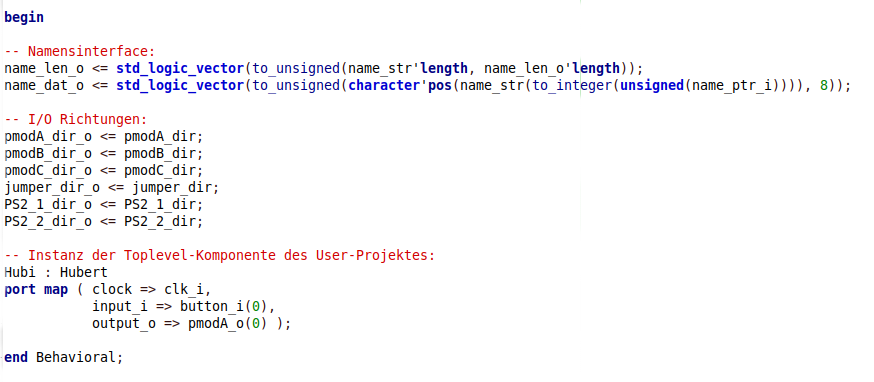 begin
-- Namensinterface:
name_len_o <= std_logic_vector(to_unsigned(name_str'length, name_len_o'length));
name_dat_o <= std_logic_vector(to_unsigned(character'pos(name_str(to_integer(unsigned(name_ptr_i)))), 8));
-- I/O Richtungen:
pmodA_dir_o <= pmodA_dir;
pmodB_dir_o <= pmodB_dir;
pmodC_dir_o <= pmodC_dir;
jumper_dir_o <= jumper_dir;
PS2_1_dir_o <= PS2_1_dir;
PS2_2_dir_o <= PS2_2_dir;
-- Instanz der Toplevel-Komponente des User-Projektes:
Hubi : Hubert
port map ( clock => clk_i,
input_i => button_i(0),
output_o => pmodA_o(0) );
end Behavioral;